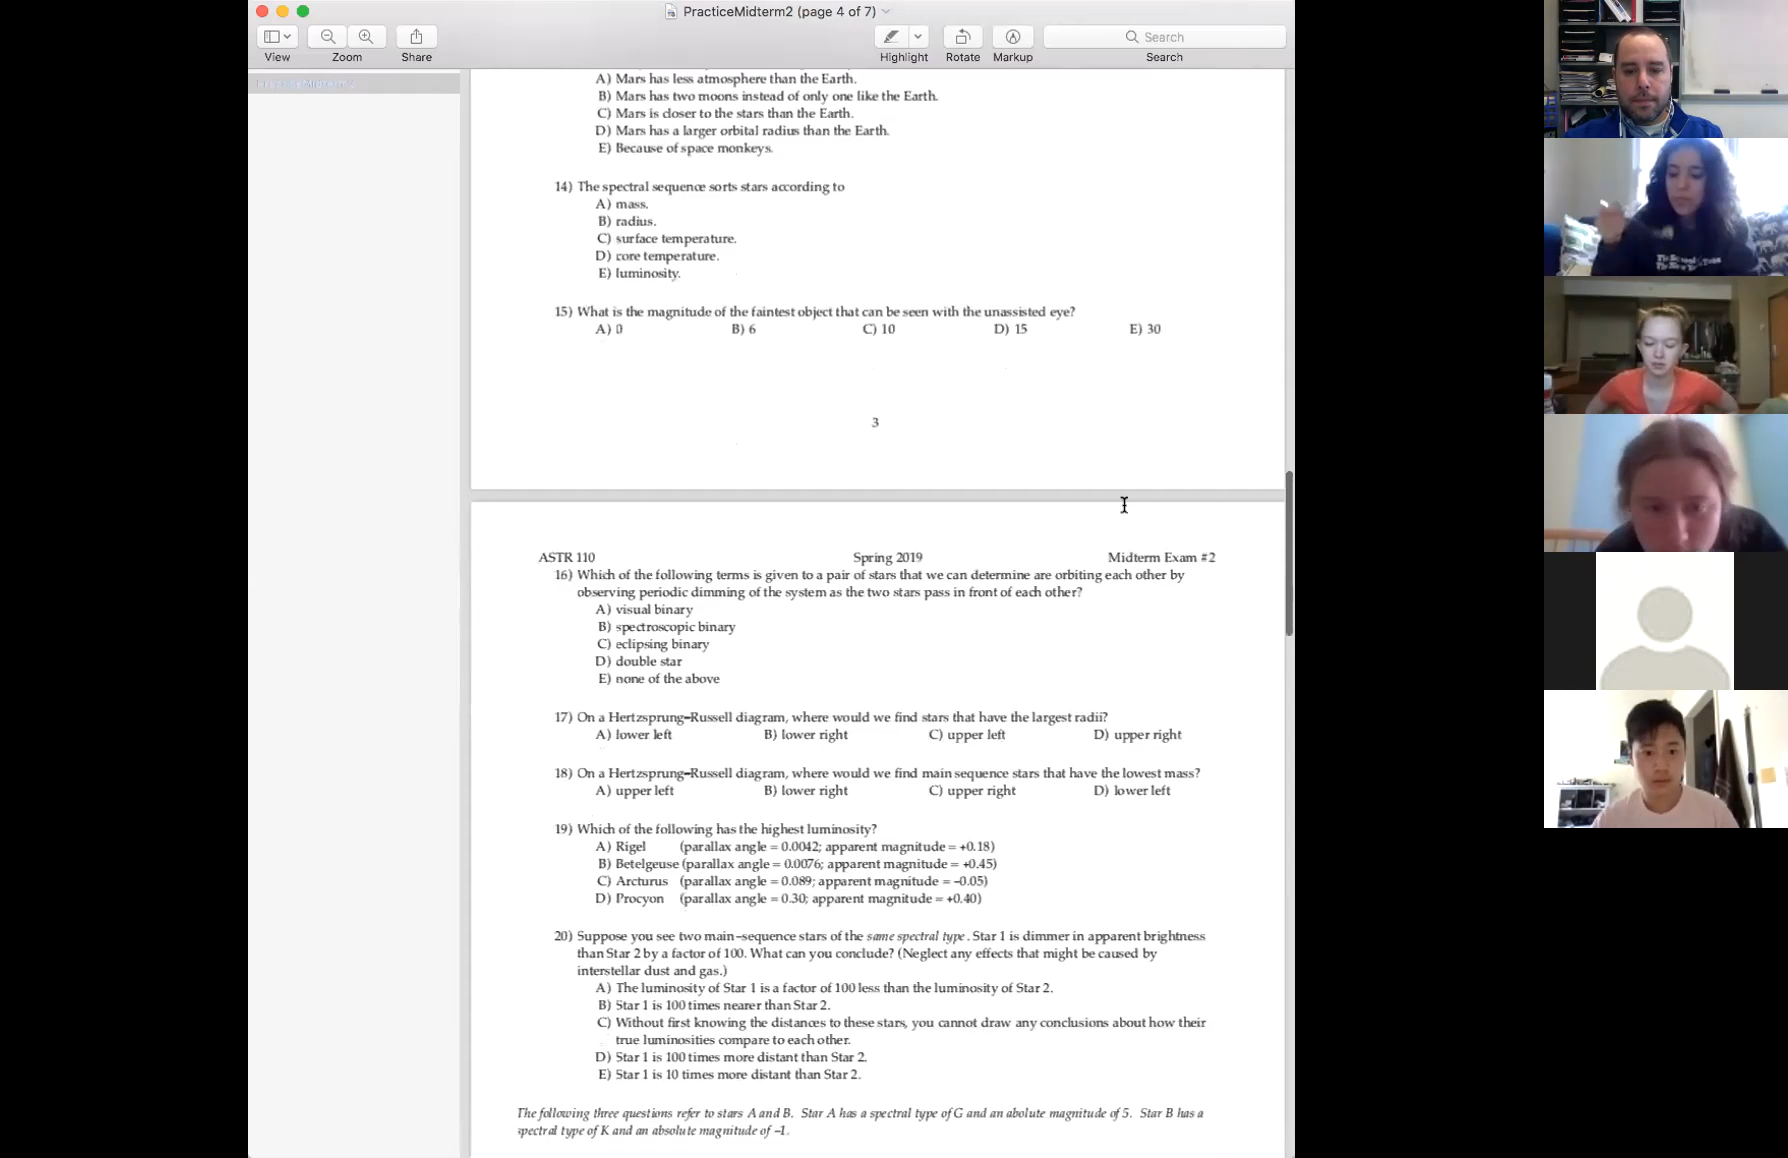 PracticeMidterm2 (page 4 of 7)
View
Zoom
Share
Highlight
Rotate
Markup
Search
Search
PracticeMidterm2
A) Mars has less atmosphere than the Earth.
B) Mars has two moons instead of only one like the Earth.
C) Mars is closer to the stars than the Earth.
D) Mars has a larger orbital radius than the Earth.
E) Because of space monkeys.
14) The spectral sequence sorts stars according to
A) mass.
B) radius.
C) surface temperature.
D) core temperature.
E) luminosity.
15) What is the magnitude of the faintest object that can be seen with the unassisted eye?
A) 0 B) 6 C) 10 D) 15 E) 30
3
ASTR 110 Spring 2019 Midterm Exam #2
16) Which of the following terms is given to a pair of stars that we can determine are orbiting each other by
observing periodic dimming of the system as the two stars pass in front of each other?
A) visual binary
B) spectroscopic binary
C) eclipsing binary
D) double star
E) none of the above
17) On a Hertzsprung-Russell diagram, where would we find stars that have the largest radii?
A) lower left B) lower right C) upper left D) upper right
18) On a Hertzsprung-Russell diagram, where would we find main sequence stars that have the lowest mass?
A) upper left B) lower right C) upper right D) lower left
19) Which of the following has the highest luminosity?
A) Rigel (parallax angle = 0.0042; apparent magnitude = +0.18)
B) Betelgeuse (parallax angle = 0.0076; apparent magnitude = +0.45)
C) Arcturus (parallax angle = 0.089; apparent magnitude = -0.05)
D) Procyon (parallax angle = 0.30; apparent magnitude = +0.40)
20) Suppose you see two main-sequence stars of the same spectral type. Star 1 is dimmer in apparent brightness
than Star 2 by a factor of 100. What can you conclude? (Neglect any effects that might be caused by
interstellar dust and gas.)
A) The luminosity of Star 1 is a factor of 100 less than the luminosity of Star 2.
B) Star 1 is 100 times nearer than Star 2.
C) Without first knowing the distances to these stars, you cannot draw any conclusions about how their
true luminosities compare to each other.
D) Star 1 is 100 times more distant than Star 2.
E) Star 1 is 10 times more distant than Star 2.
The following three questions refer to stars A and B. Star A has a spectral type of G and an abolute magnitude of 5. Star B has a
spectral type of K and an absolute magnitude of -1.